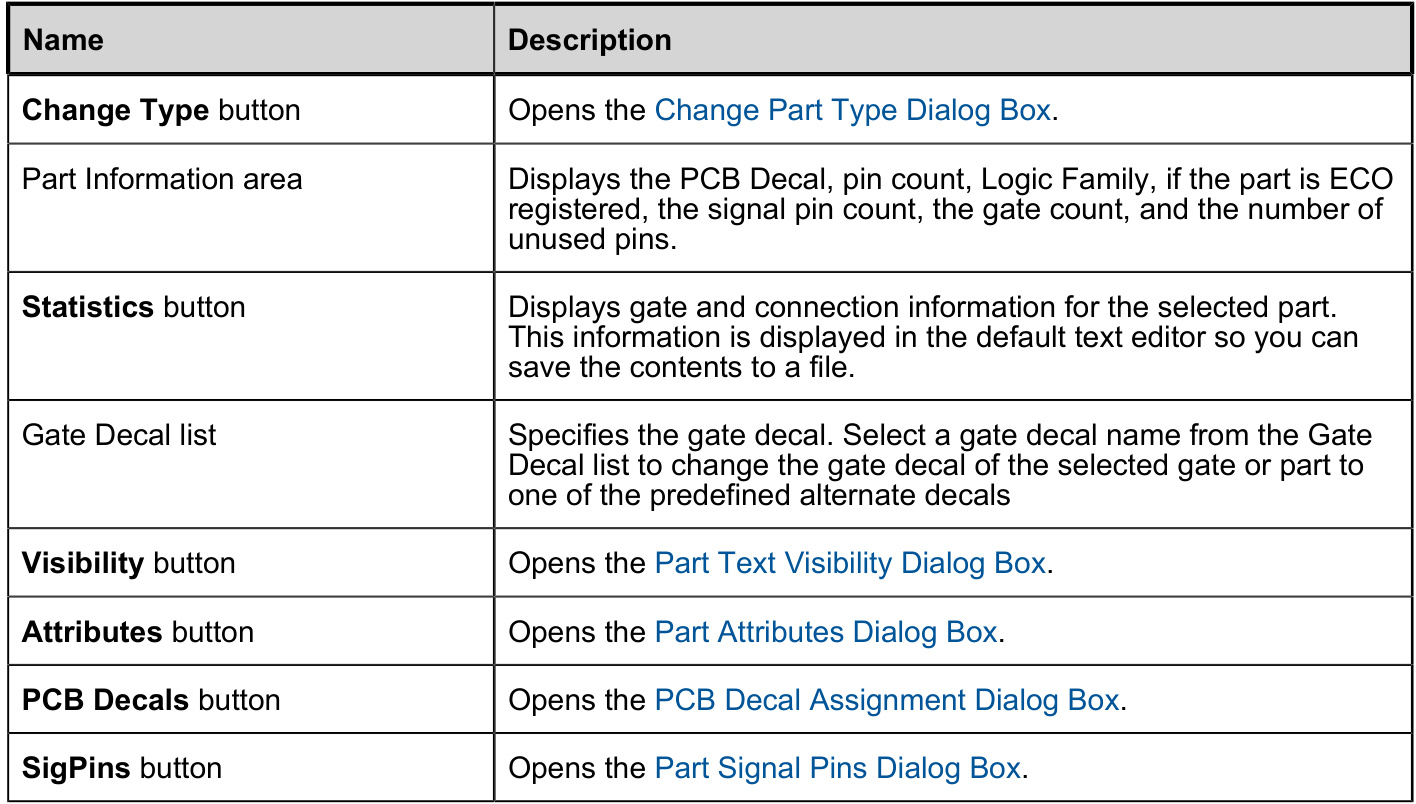 Name Description
Change Type button Opens the Change Part Type Dialog Box.
Part Information area Displays the PCB Decal, pin count, Logic Family, if the part is ECO
registered, the signal pin count, the gate count, and the number of
unused pins.
Statistics button Displays gate and connection information for the selected part.
This information is displayed in the default text editor so you can
save the contents to a file.
Gate Decal list Specifies the gate decal. Select a gate decal name from the Gate
Decal list to change the gate decal of the selected gate or part to
one of the predefined alternate decals
Visibility button Opens the Part Text Visibility Dialog Box.
Attributes button Opens the Part Attributes Dialog Box.
PCB Decals button Opens the PCB Decal Assignment Dialog Box.
SigPins button Opens the Part Signal Pins Dialog Box.